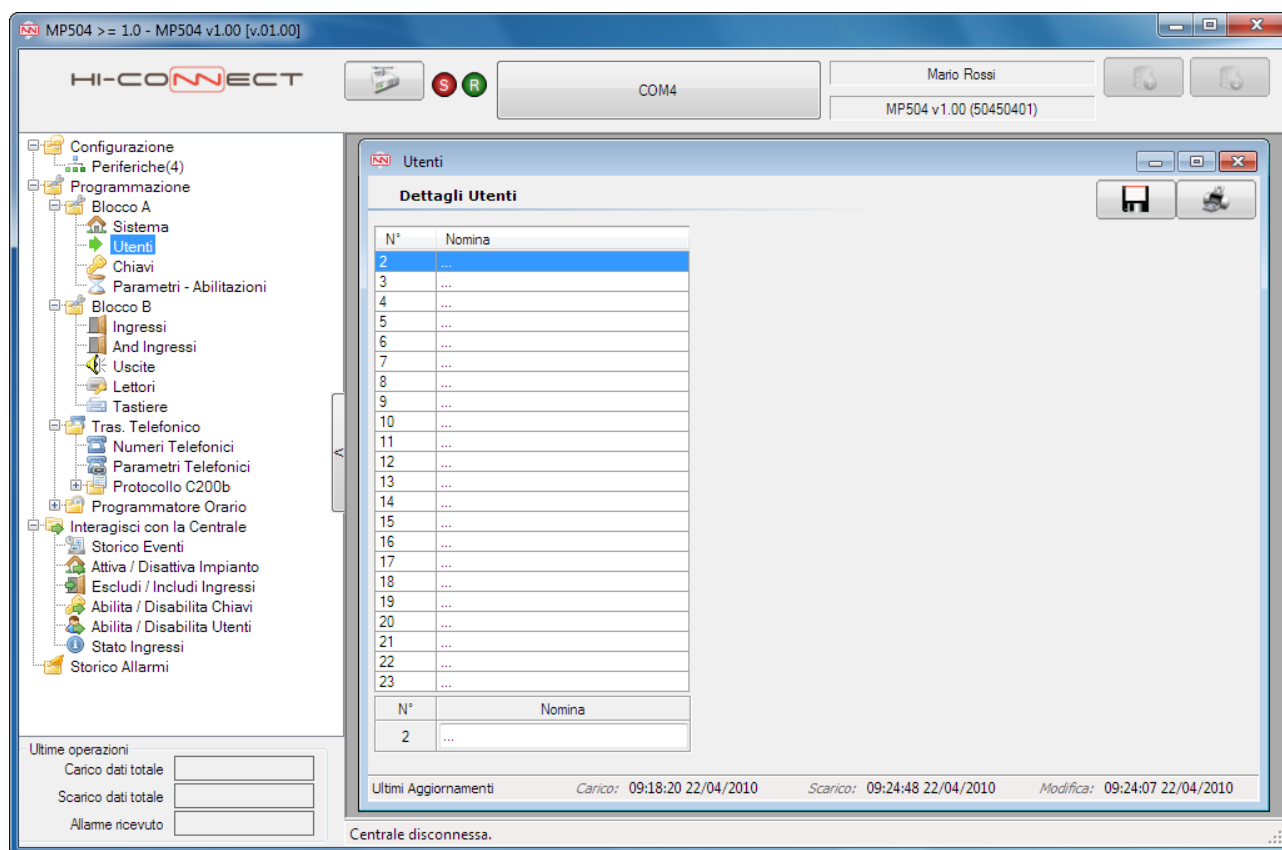 MP504 >= 1.0 - MP504 v1.00 [v.01.00]
HI-CONNECT
S R
COM4
Mario Rossi
MP504 v1.00 (50450401)
Configurazione
Periferiche(4)
Programmazione
Blocco A
Sistema
Utenti
Chiavi
Parametri - Abilitazioni
Blocco B
Ingressi
And Ingressi
Uscite
Lettori
Tastiere
Tras. Telefonico
Numeri Telefonici
Parametri Telefonici
Protocollo C200b
Programmatore Orario
Interagisci con la Centrale
Storico Eventi
Attiva / Disattiva Impianto
Escludi / Includi Ingressi
Abilita / Disabilita Chiavi
Abilita / Disabilita Utenti
Stato Ingressi
Storico Allarmi
Ultime operazioni
Carico dati totale
Scarico dati totale
Allarme ricevuto
<
Utenti
Dettagli Utenti
N° Nomina
2 ...
3 ...
4 ...
5 ...
6 ...
7 ...
8 ...
9 ...
10 ...
11 ...
12 ...
13 ...
14 ...
15 ...
16 ...
17 ...
18 ...
19 ...
20 ...
21 ...
22 ...
23 ...
N° Nomina
2 ...
Ultimi Aggiornamenti Carico: 09:18:20 22/04/2010 Scarico: 09:24:48 22/04/2010 Modifica: 09:24:07 22/04/2010
Centrale disconnessa.